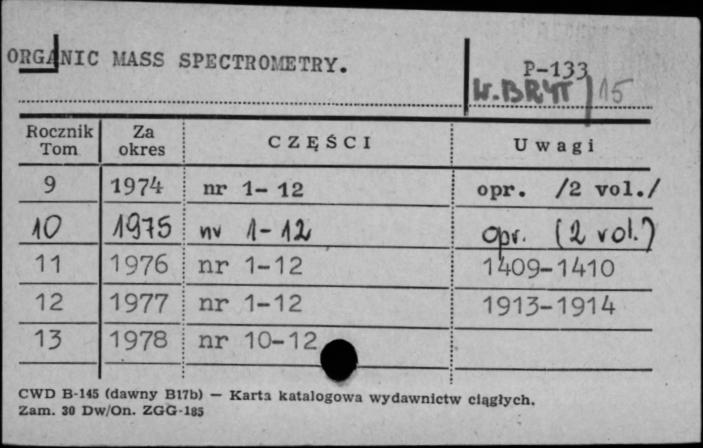 ORGANIC MASS SPECTROMETRY.
P-133
W. BRYT 15
Rocznik Tom Za okres CZĘŚCI Uwagi
9 1974 nr 1-12 opr. /2 vol./
10 1975 nr 1-12 opr. (2 vol.)
11 1976 nr 1-12 1409-1410
12 1977 nr 1-12 1913-1914
13 1978 nr 10-12
CWD B-145 (dawny B17b) — Karta katalogowa wydawnictw ciągłych.
Zam. 30 Dw/On. ZGG-185